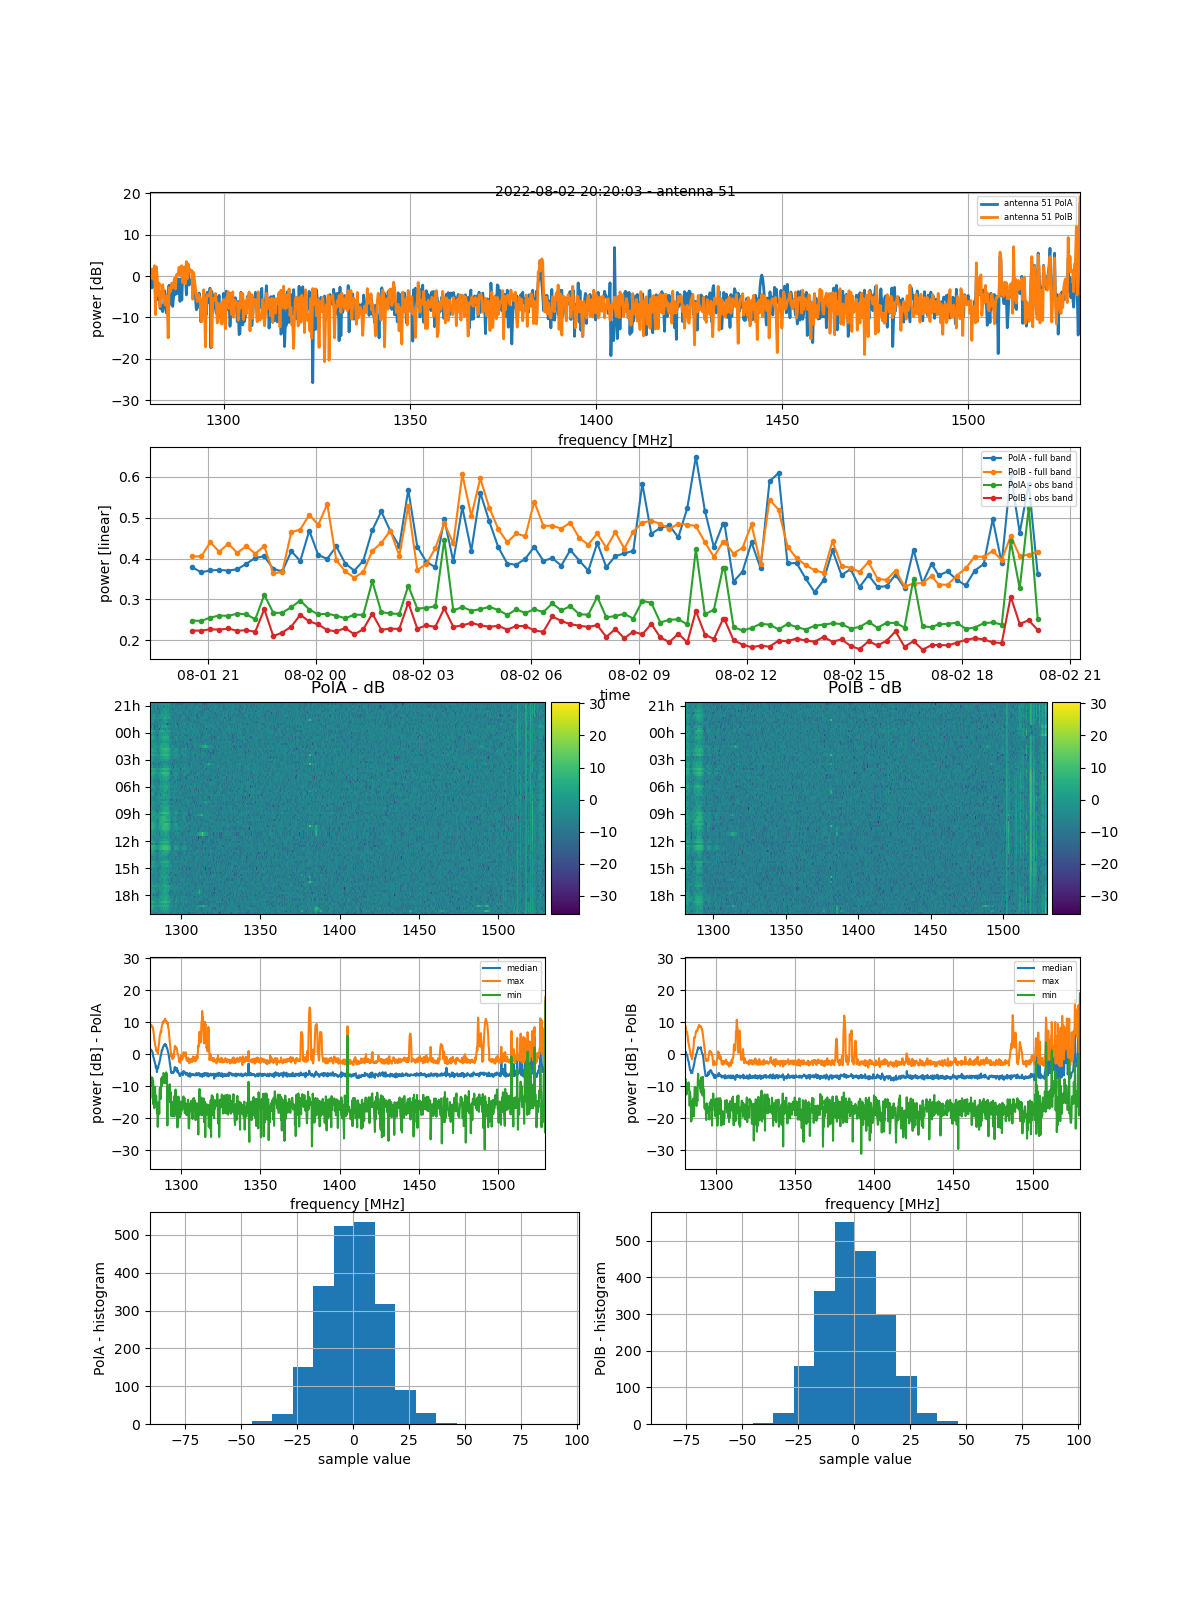 2022-08-02 20:20:03 - antenna 51
power [dB]
20
10
0
−10
−20
−30
antenna 51 PolA
antenna 51 PolB
1300
1350
1400
1450
1500
frequency [MHz]
power [linear]
0.6
0.5
0.4
0.3
0.2
PolA - full band
PolB - full band
PolA - obs band
PolB - obs band
08-01 21
08-02 00
08-02 03
08-02 06
08-02 09
08-02 12
08-02 15
08-02 18
08-02 21
time
PolA - dB
21h
00h
03h
06h
09h
12h
15h
18h
1300
1350
1400
1450
1500
30
20
10
0
−10
−20
−30
PolB - dB
21h
00h
03h
06h
09h
12h
15h
18h
1300
1350
1400
1450
1500
30
20
10
0
−10
−20
−30
power [dB] - PolA
30
20
10
0
−10
−20
−30
median
max
min
1300
1350
1400
1450
1500
frequency [MHz]
power [dB] - PolB
30
20
10
0
−10
−20
−30
median
max
min
1300
1350
1400
1450
1500
frequency [MHz]
PolA - histogram
500
400
300
200
100
0
−75
−50
−25
0
25
50
75
100
sample value
PolB - histogram
500
400
300
200
100
0
−75
−50
−25
0
25
50
75
100
sample value